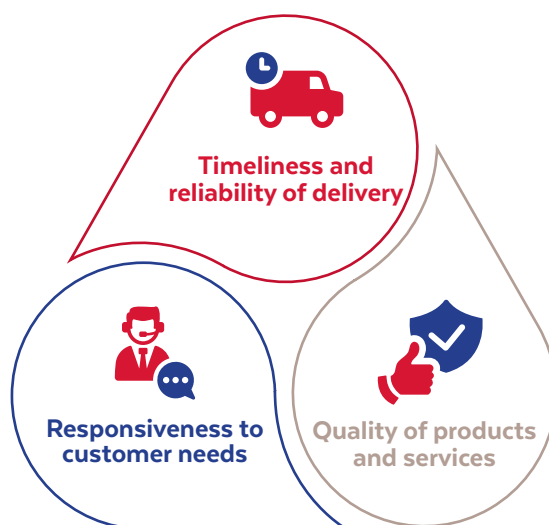 Timeliness and
reliability of delivery
Responsiveness to
customer needs
Quality of products
and services